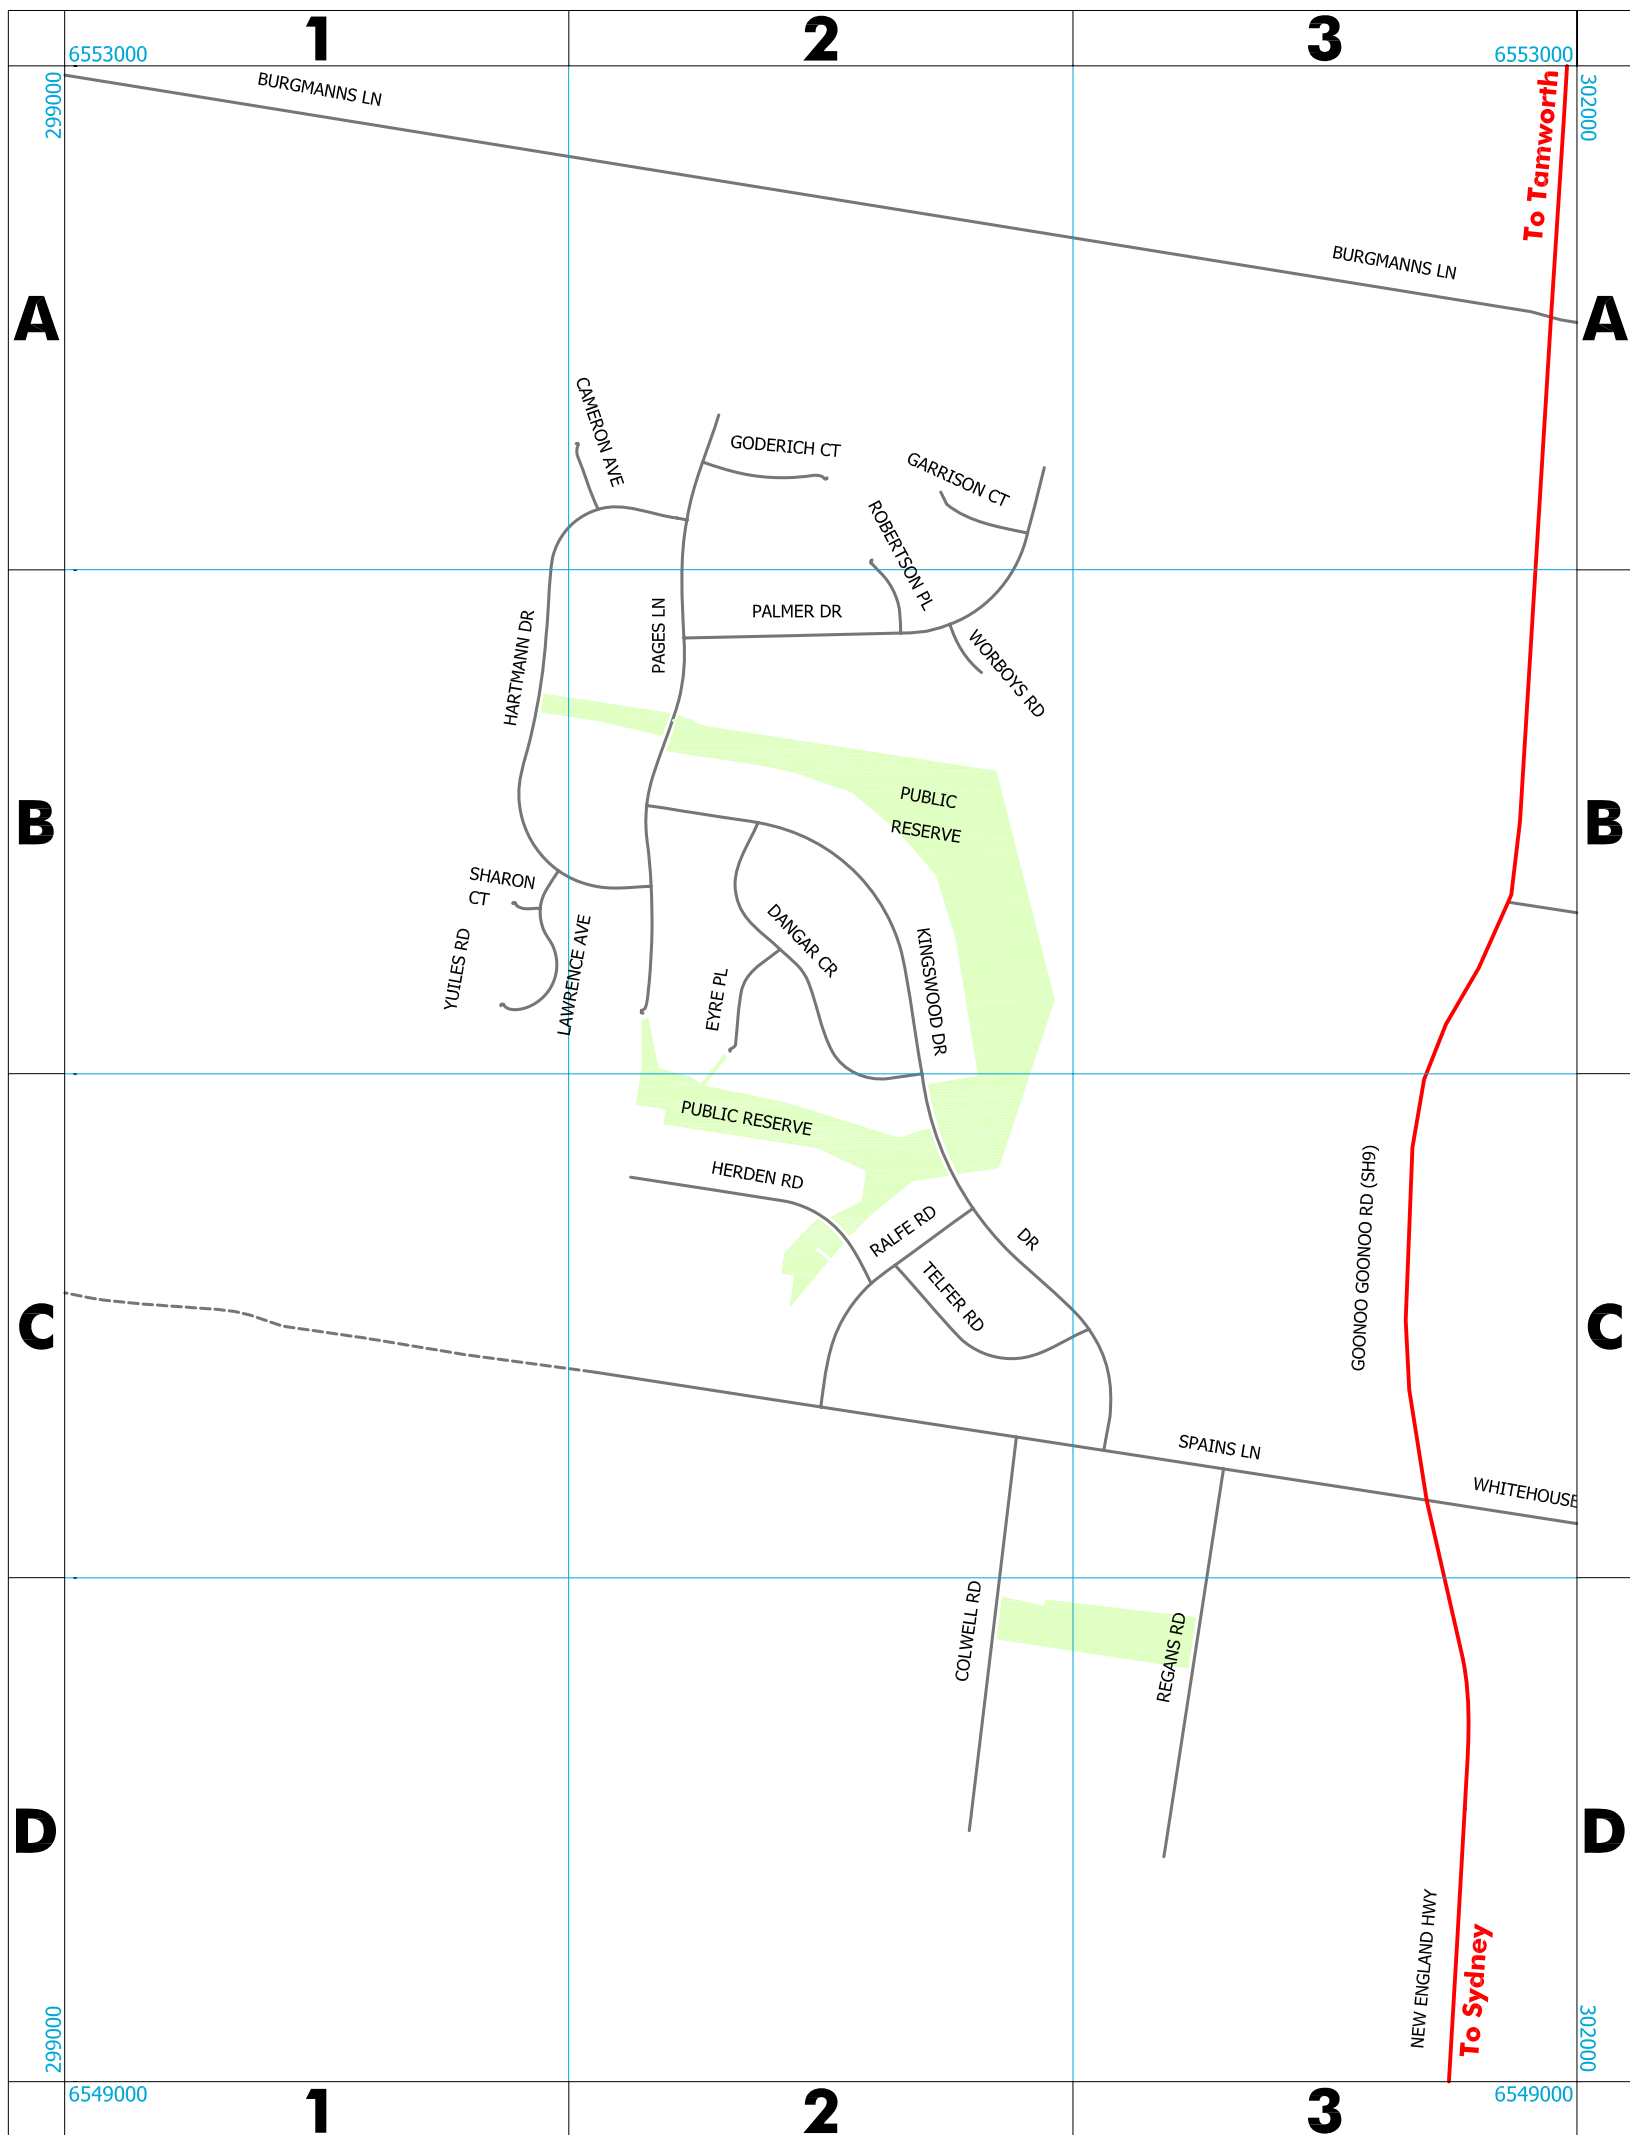 1
2
3
6553000
6553000
299000
302000
BURGMANNS LN
To Tamworth
BURGMANNS LN
A
A
CAMERON AVE
GODERICH CT
GARRISON CT
ROBERTSON PL
PALMER DR
PAGES LN
HARTMANN DR
WORBOYS RD
PUBLIC
RESERVE
B
B
SHARON
CT
DANGAR CR
YUILES RD
LAWRENCE AVE
EYRE PL
KINGSWOOD DR
PUBLIC RESERVE
HERDEN RD
RALFE RD
DR
GOONOO GOONOO RD (SH9)
TELFER RD
C
C
SPAINS LN
WHITEHOUSE
COLWELL RD
REGANS RD
D
D
NEW ENGLAND HWY
To Sydney
299000
302000
6549000
6549000
1
2
3